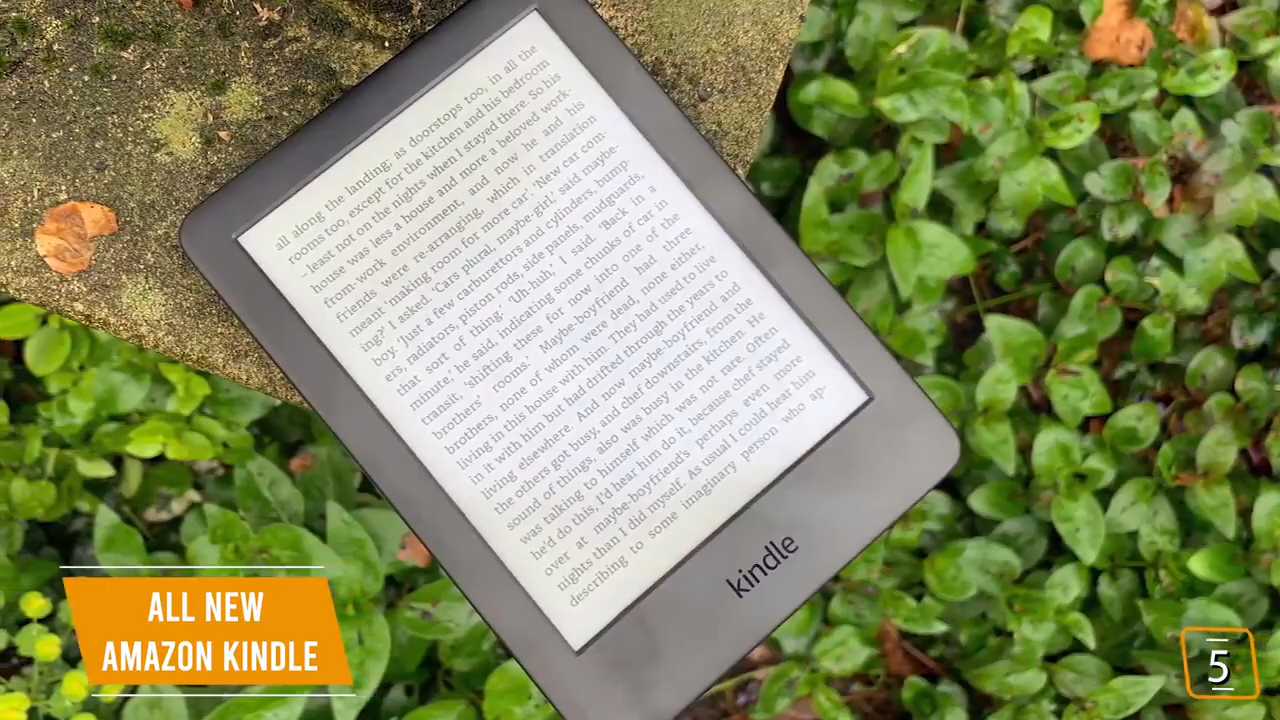 all along the landing; as doorstops too, in all the
rooms too, except for the kitchen and his bedroom
– least not on the nights when I stayed there. So his
house was less a house and more a beloved work-
from-work environment, and now he and his
friends were re-arranging, which in translation
meant ‘making room for more car’. ‘New car com-
ing?’ I asked. ‘Cars plural, maybe-girl,’ said maybe-
boy. ‘Just a few carburettors and cylinders, bump-
ers, radiators, piston rods, side panels, mudguards,
that sort of thing.’ ‘Uh-huh,’ I said. ‘Back in a
minute,’ he said, indicating some chunks of car in
transit, ‘shifting these for now into one of the
brothers’ rooms.’ Maybe-boyfriend had three
brothers, none of whom were dead, none either,
living in this house with him. They had used to live
in it with him but had drifted through the years to
living elsewhere. And now maybe-boyfriend and
the others got busy, and chef downstairs, from the
sound of things, also was busy in the kitchen. He
was talking to himself which was not rare. Often
he’d do this, I’d hear him do it, because chef stayed
over at maybe-boyfriend’s perhaps even more
nights than I did myself. As usual I could hear him
describing to some imaginary person who ap-
kindle
ALL NEW
AMAZON KINDLE
5